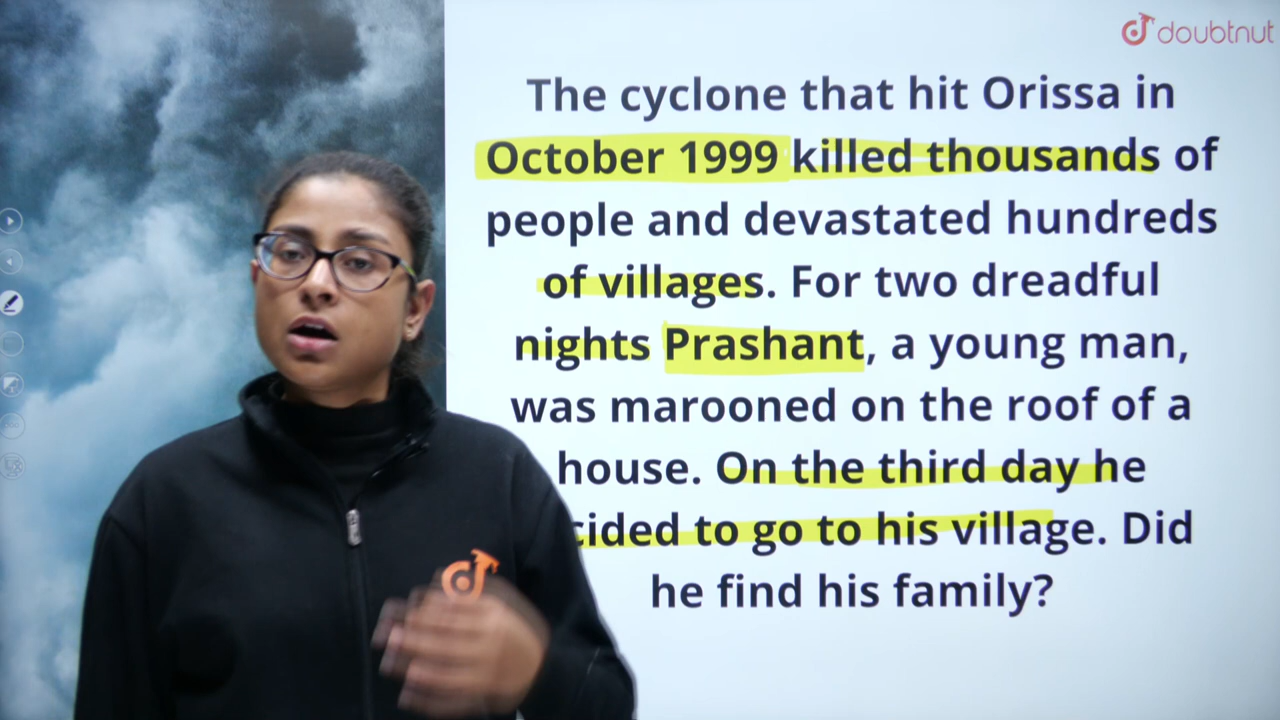 doubtnut
The cyclone that hit Orissa in
October 1999 killed thousands of
people and devastated hundreds
of villages. For two dreadful
nights Prashant, a young man,
was marooned on the roof of a
house. On the third day he
cided to go to his village. Did
he find his family?